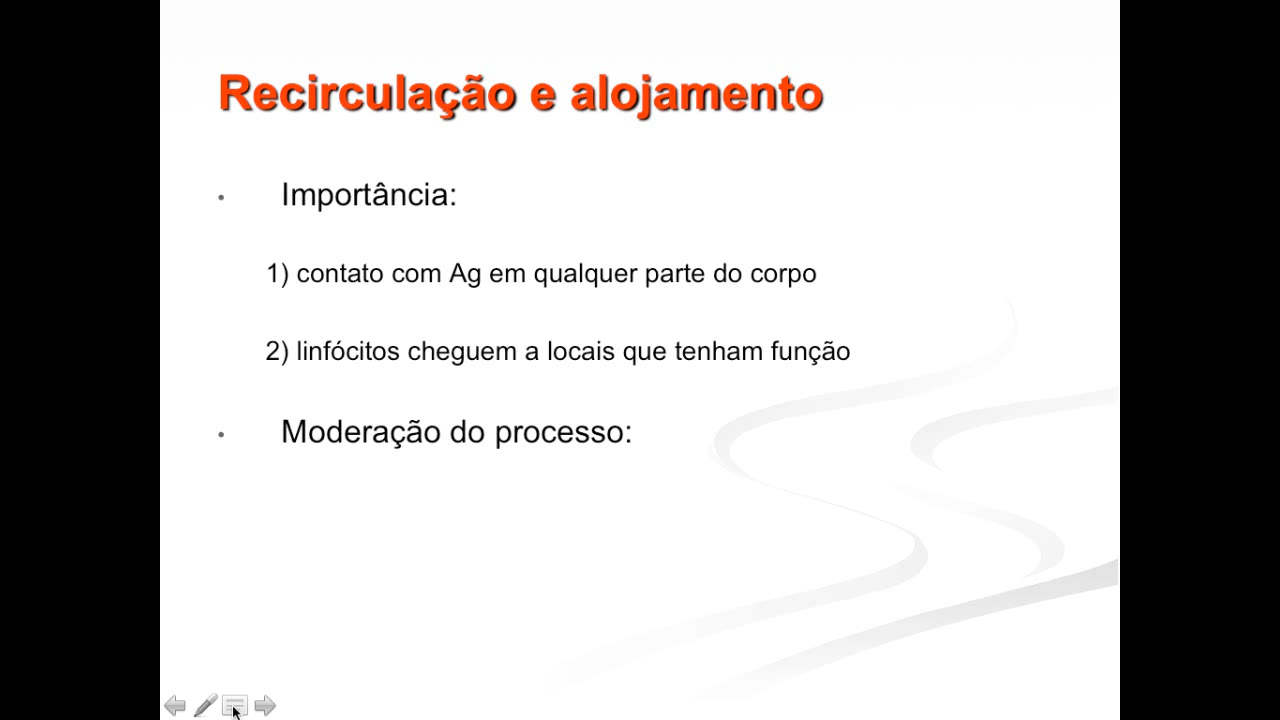 Recirculação e alojamento
• Importância:
1) contato com Ag em qualquer parte do corpo
2) linfócitos cheguem a locais que tenham função
• Moderação do processo: